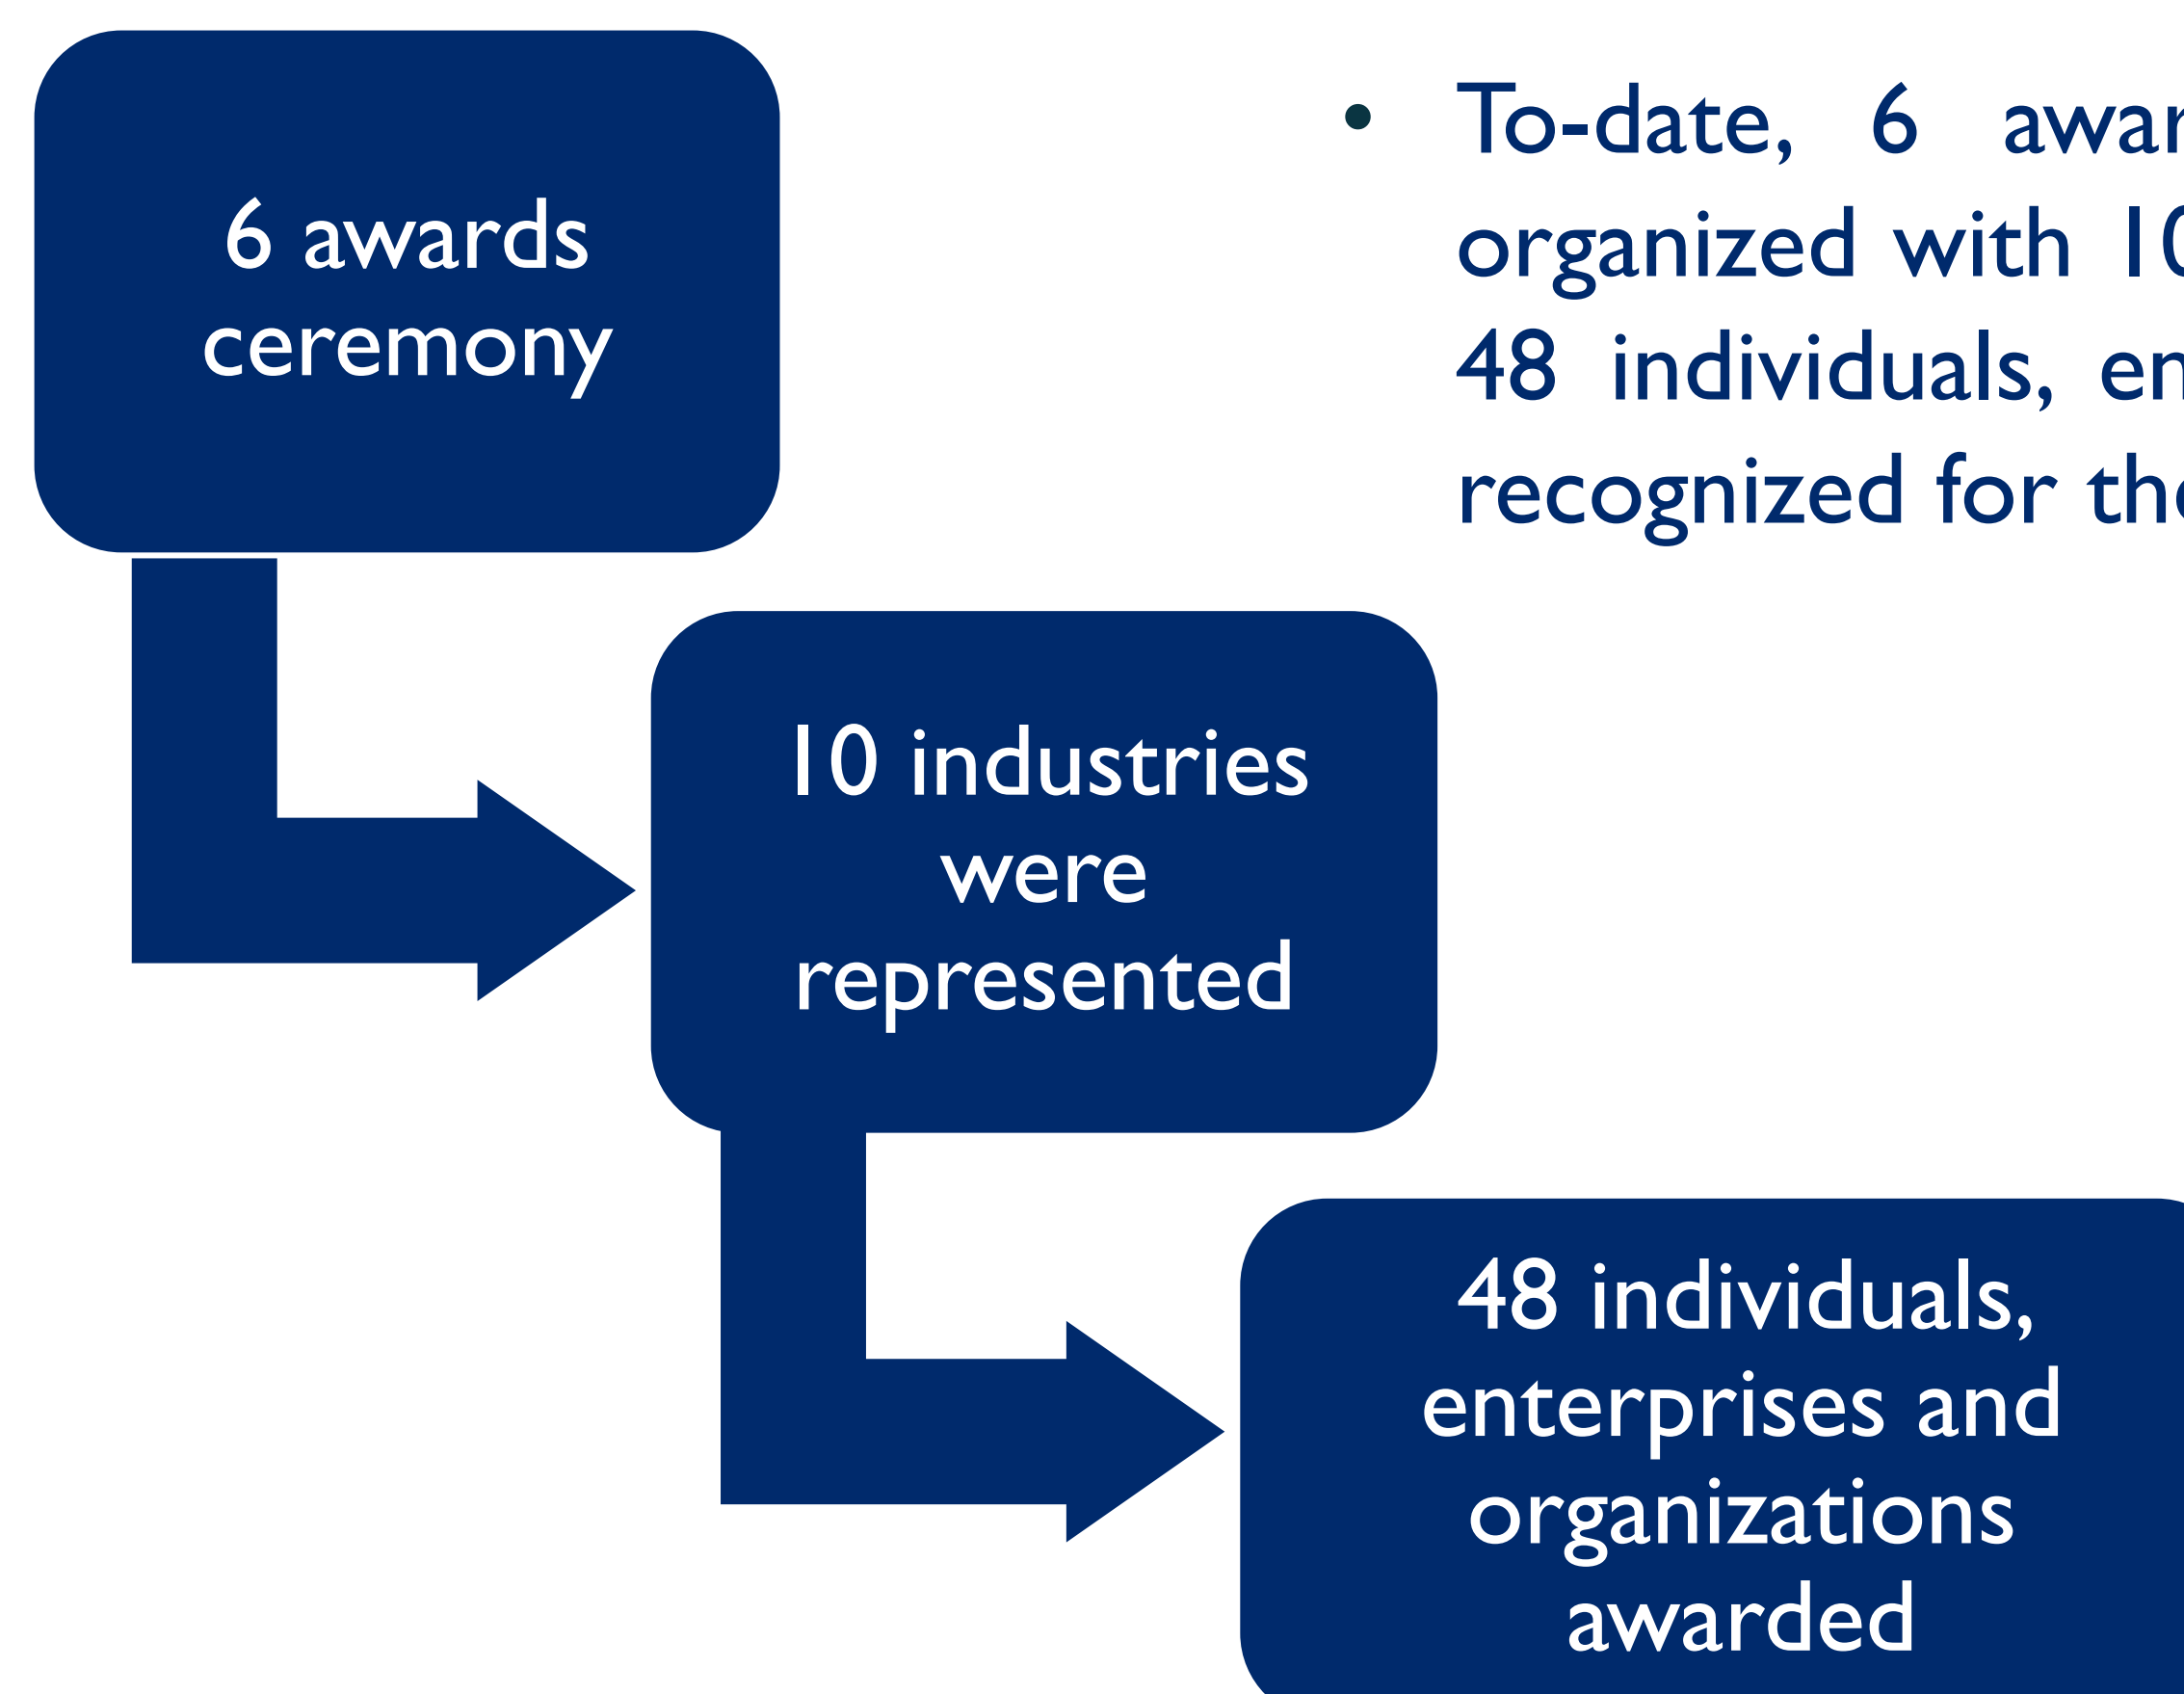 6 awards
ceremony
• To-date, 6
organized with 10
48 individuals,
recognized for
10 industries
were
represented
48 individuals,
enterprises and
organizations
awarded